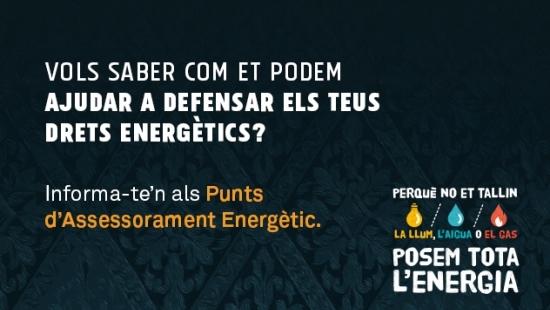 VOLS SABER COM ET PODEM
AJUDAR A DEFENSAR ELS TEUS
DRETS ENERGÈTICS?
Informa-te'n als Punts
d'Assessorament Energètic.
PERQUÈ NO ET TALLIN
LA LLUM, L'AIGUA O EL GAS
POSEM TOTA
L'ENERGIA